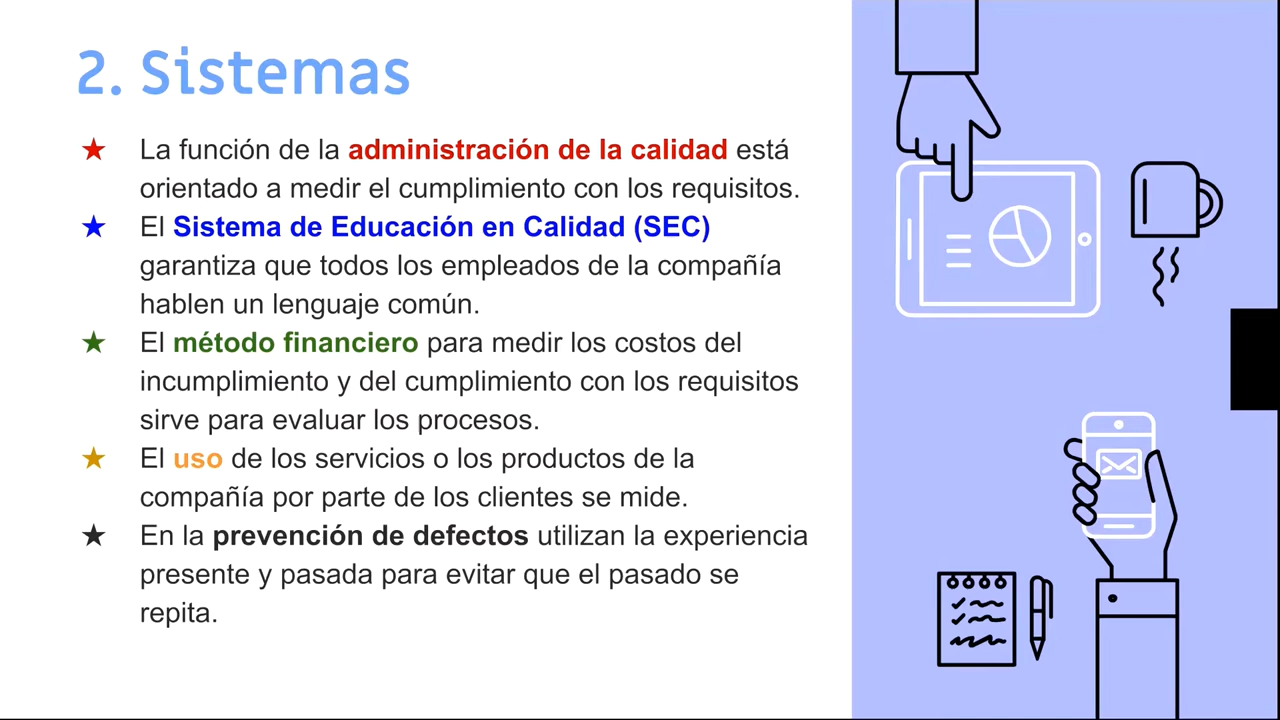 2. Sistemas
★ La función de la administración de la calidad está
orientado a medir el cumplimiento con los requisitos.
★ El Sistema de Educación en Calidad (SEC)
garantiza que todos los empleados de la compañía
hablen un lenguaje común.
★ El método financiero para medir los costos del
incumplimiento y del cumplimiento con los requisitos
sirve para evaluar los procesos.
★ El uso de los servicios o los productos de la
compañía por parte de los clientes se mide.
★ En la prevención de defectos utilizan la experiencia
presente y pasada para evitar que el pasado se
repita.